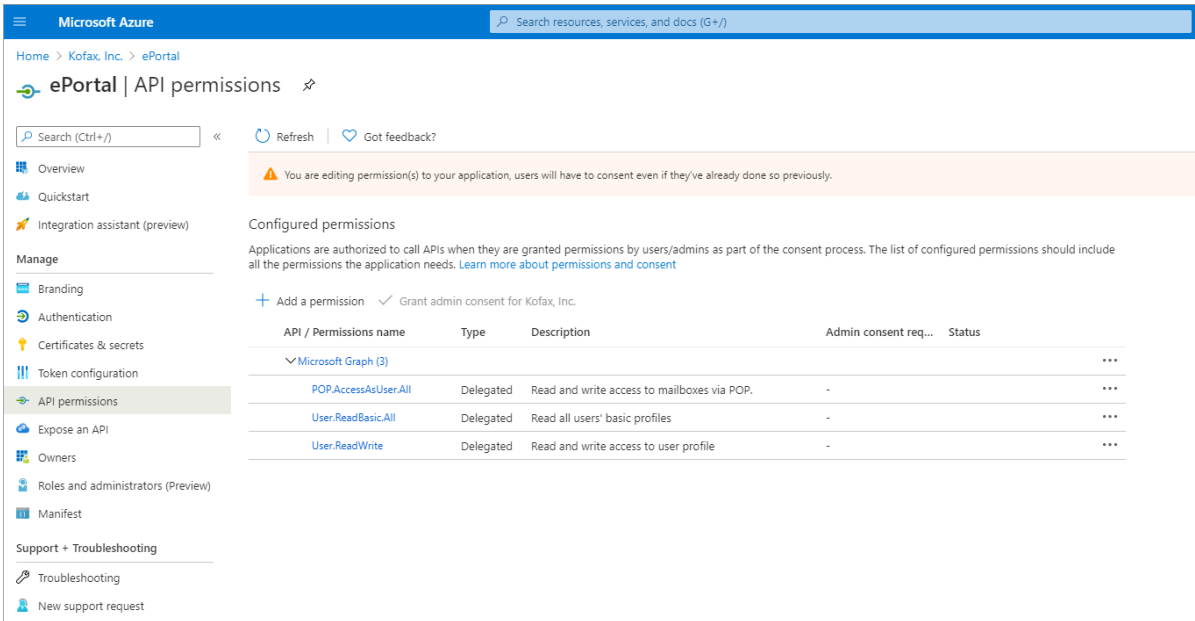 Microsoft Azure
Search resources, services, and docs (G+/)
Home > Kofax, Inc. > ePortal
ePortal | API permissions
Search (Ctrl+/)
«
Overview
Quickstart
Integration assistant (preview)
Manage
Branding
Authentication
Certificates & secrets
Token configuration
API permissions
Expose an API
Owners
Roles and administrators (Preview)
Manifest
Support + Troubleshooting
Troubleshooting
New support request
Refresh Got feedback?
You are editing permission(s) to your application, users will have to consent even if they've already done so previously.
Configured permissions
Applications are authorized to call APIs when they are granted permissions by users/admins as part of the consent process. The list of configured permissions should include
all the permissions the application needs. Learn more about permissions and consent
Add a permission Grant admin consent for Kofax, Inc.
API / Permissions name Type Description Admin consent req... Status
Microsoft Graph (3)
POP.AccessAsUser.All Delegated Read and write access to mailboxes via POP. -
User.ReadBasic.All Delegated Read all users' basic profiles -
User.ReadWrite Delegated Read and write access to user profile -